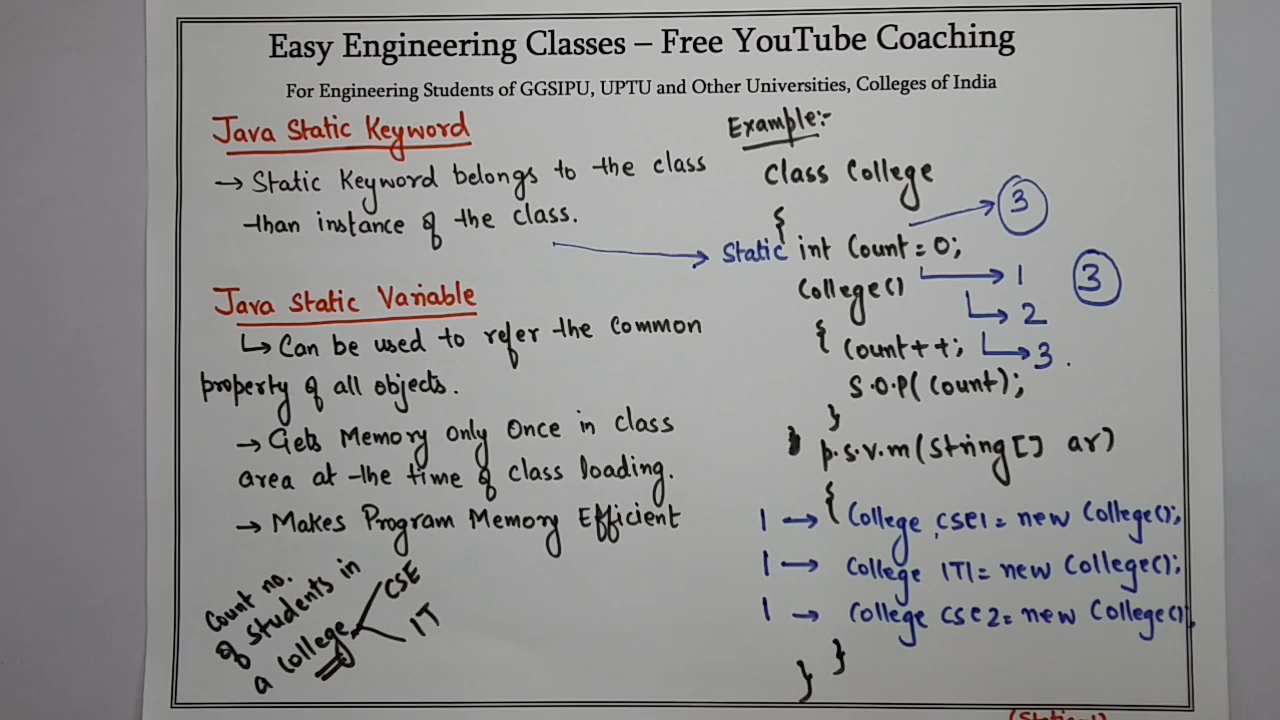 Easy Engineering Classes – Free YouTube Coaching
For Engineering Students of GGSIPU, UPTU and Other Universities, Colleges of India
Java Static Keyword
→ Static Keyword belongs to the class
than instance of the class.
Java Static Variable
↳ Can be used to refer the Common
property of all objects.
→ Gets Memory Only Once in class
area at the time of class loading.
→ Makes Program Memory Efficient
Count no.
of students in
a College
CSE
IT
Example:-
Class College
{
Static int Count = 0; → 3
College() → 1 3
↳ 2
{ Count++; ↳ 3
S.O.P(Count);
}
p.s.v.m(String[] ar)
1 → { College CSE1 = new College();
1 → College IT1 = new College();
1 → College CSE2 = new College();
} }